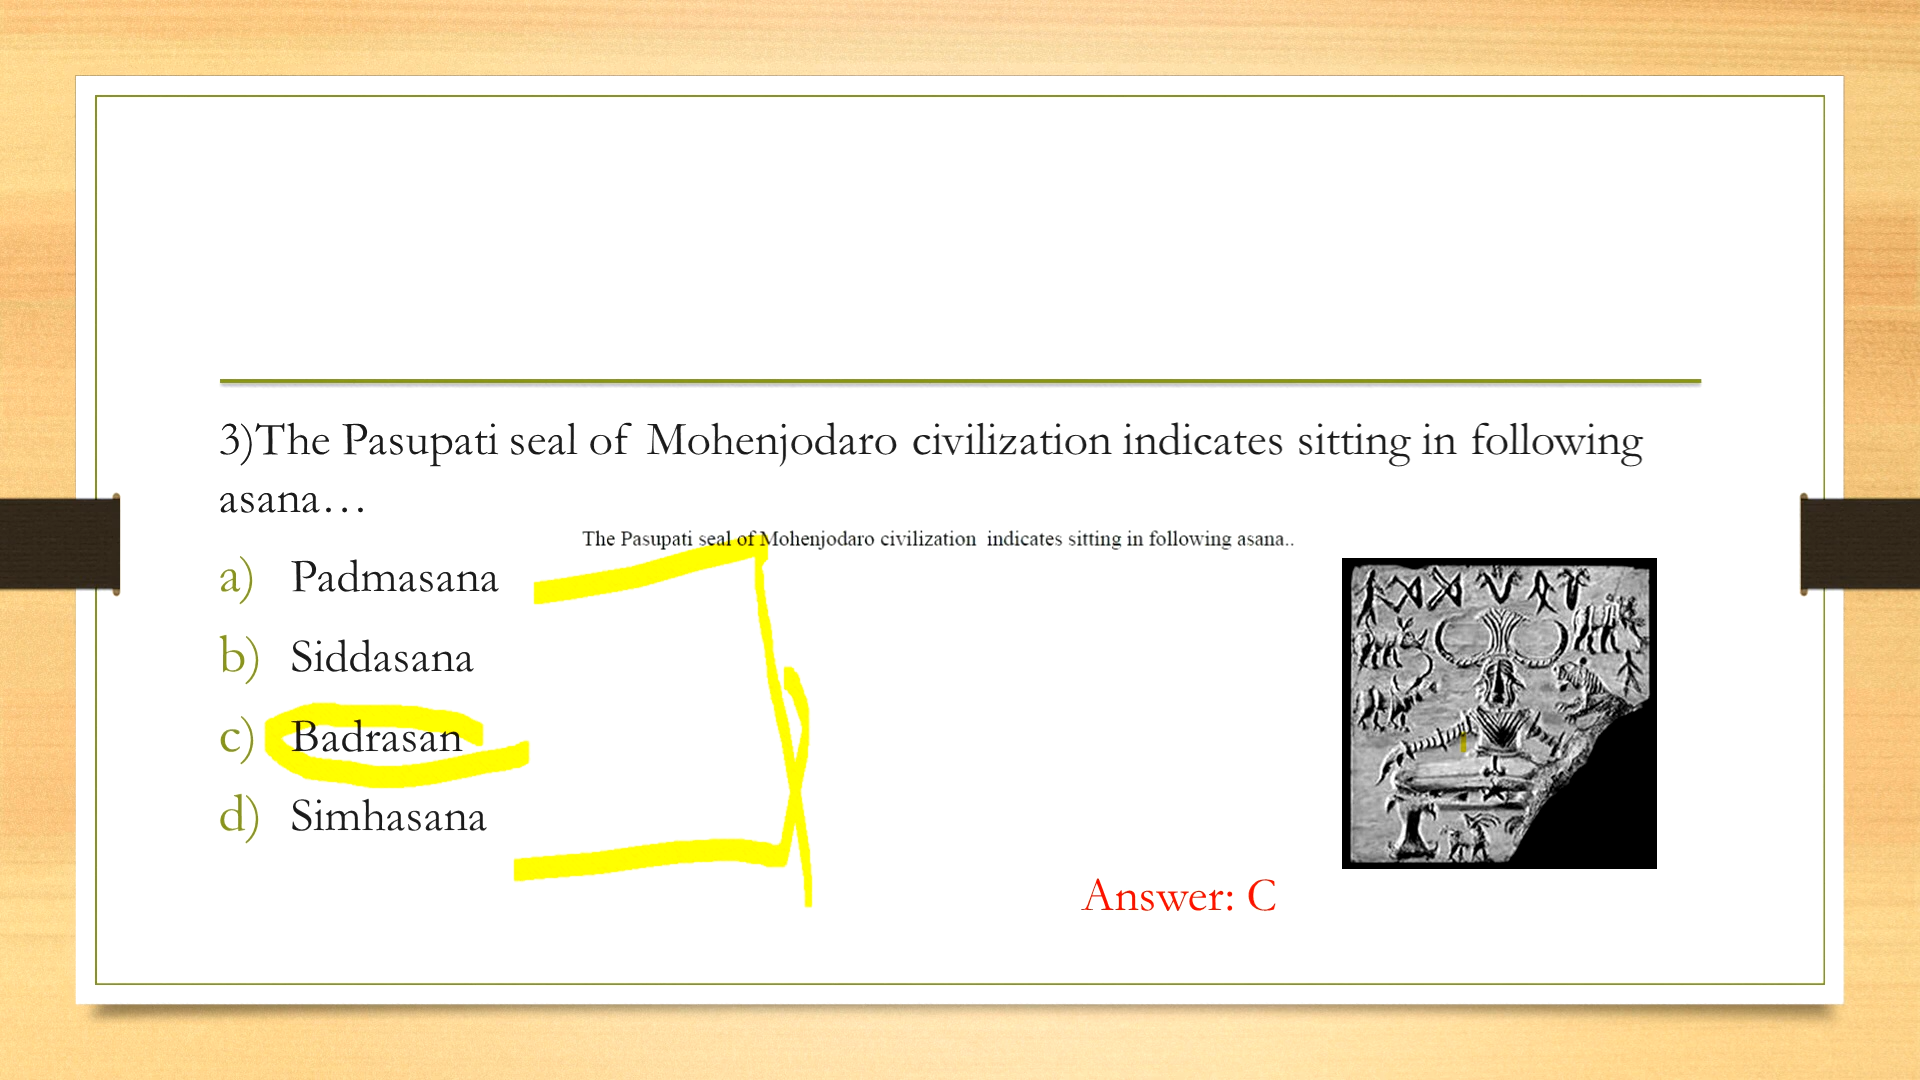 3)The Pasupati seal of Mohenjodaro civilization indicates sitting in following
asana…
The Pasupati seal of Mohenjodaro civilization indicates sitting in following asana..
a) Padmasana
b) Siddasana
c) Badrasan
d) Simhasana
Answer: C